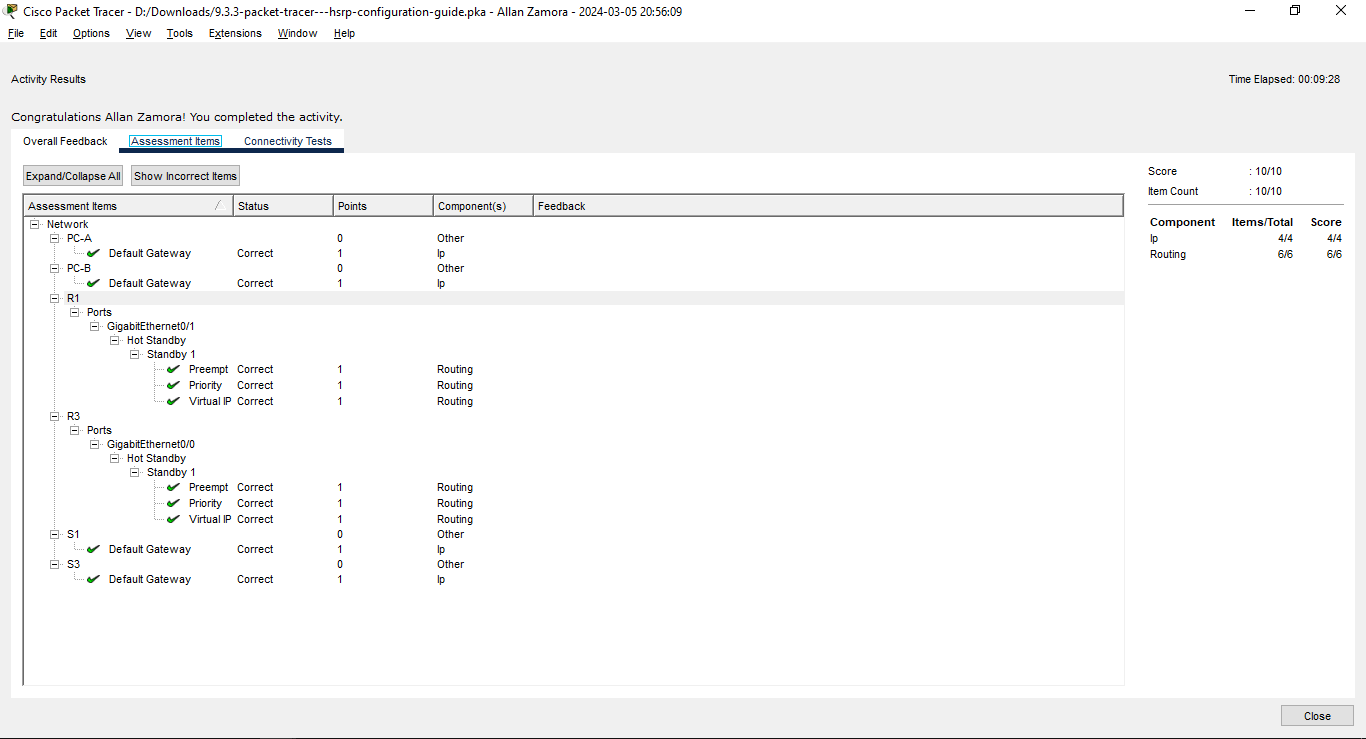 Cisco Packet Tracer - D:/Downloads/9.3.3-packet-tracer---hsrp-configuration-guide.pka - Allan Zamora - 2024-03-05 20:56:09
File Edit Options View Tools Extensions Window Help
Activity Results Time Elapsed: 00:09:28
Congratulations Allan Zamora! You completed the activity.
Overall Feedback Assessment Items Connectivity Tests
Expand/Collapse All Show Incorrect Items
Score : 10/10
Item Count : 10/10
Component Items/Total Score
Ip 4/4 4/4
Routing 6/6 6/6
Assessment Items Status Points Component(s) Feedback
Network
PC-A 0 Other
Default Gateway Correct 1 Ip
PC-B 0 Other
Default Gateway Correct 1 Ip
R1
Ports
GigabitEthernet0/1
Hot Standby
Standby 1
Preempt Correct 1 Routing
Priority Correct 1 Routing
Virtual IP Correct 1 Routing
R3
Ports
GigabitEthernet0/0
Hot Standby
Standby 1
Preempt Correct 1 Routing
Priority Correct 1 Routing
Virtual IP Correct 1 Routing
S1 0 Other
Default Gateway Correct 1 Ip
S3 0 Other
Default Gateway Correct 1 Ip
Close